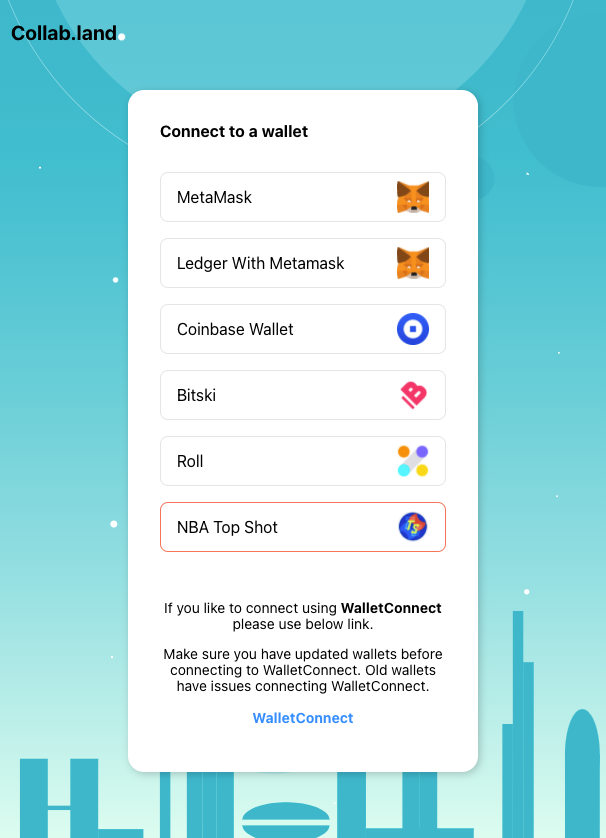 Collab.land
Connect to a wallet
MetaMask
Ledger With Metamask
Coinbase Wallet
Bitski
Roll
NBA Top Shot
TS
If you like to connect using WalletConnect
please use below link.
Make sure you have updated wallets before
connecting to WalletConnect. Old wallets
have issues connecting WalletConnect.
WalletConnect